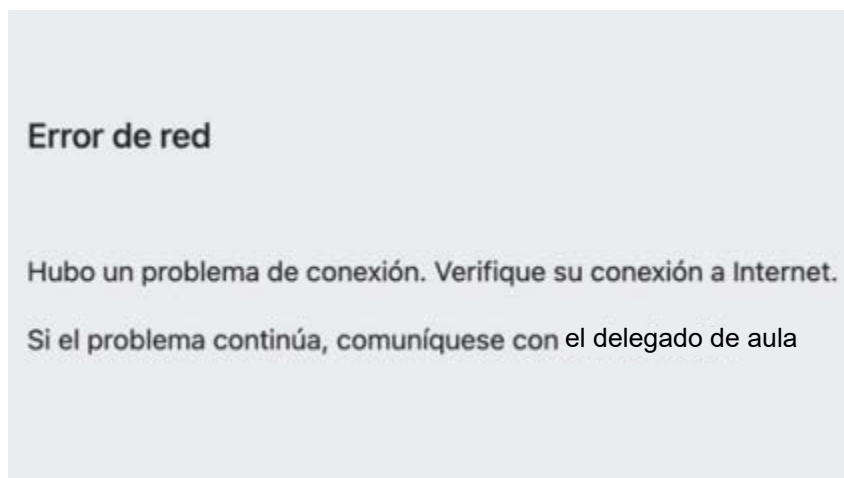 Error de red
Hubo un problema de conexión. Verifique su conexión a Internet.
Si el problema continúa, comuníquese con el delegado de aula